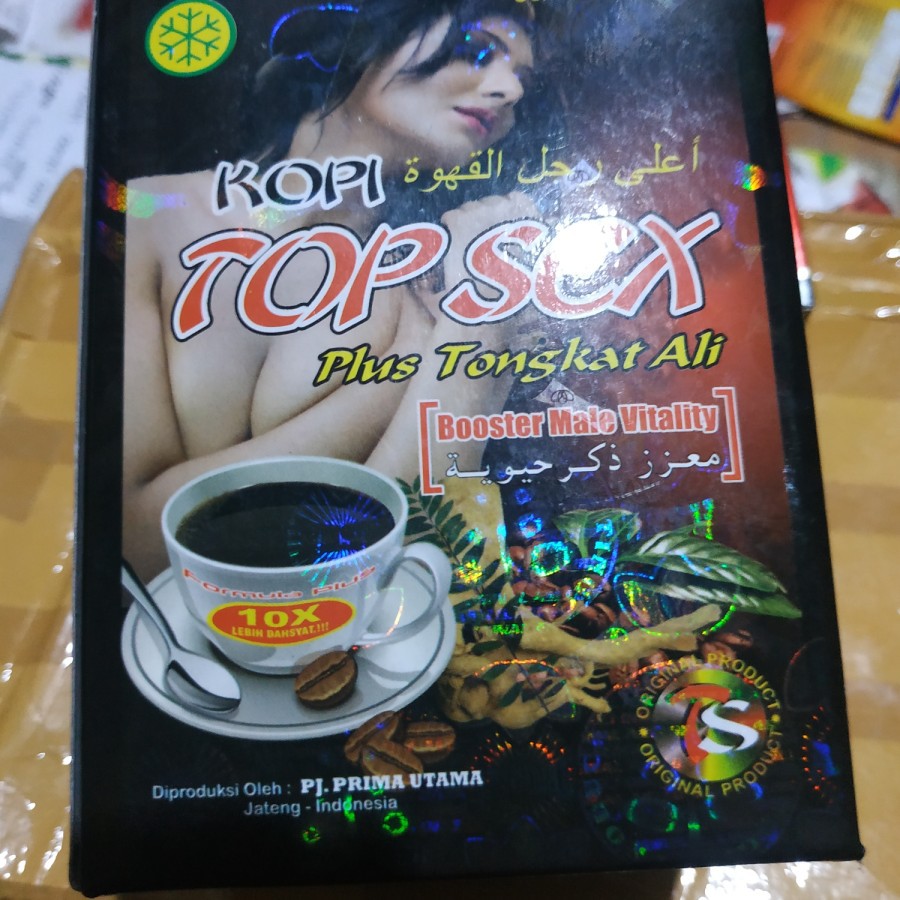 KOPI أعلى رجل القهوة
TOP SEX
Plus Tongkat Ali
Booster Male Vitality
معزز ذكر حيوية
Formula Plus
10X
LEBIH DAHSYAT.!!!
ORIGINAL PRODUCT
TS
ORIGINAL PRODUCT
Diproduksi Oleh : PJ. PRIMA UTAMA
Jateng - Indonesia